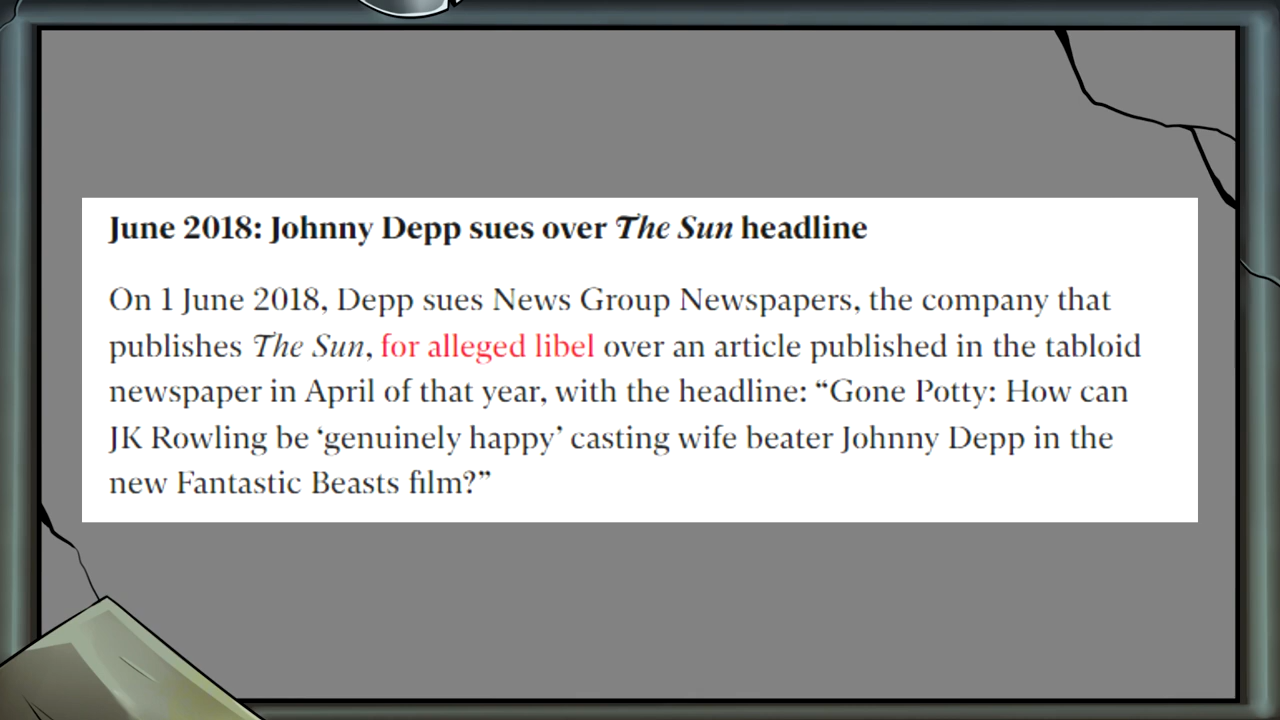 June 2018: Johnny Depp sues over The Sun headline
On 1 June 2018, Depp sues News Group Newspapers, the company that
publishes The Sun, for alleged libel over an article published in the tabloid
newspaper in April of that year, with the headline: “Gone Potty: How can
JK Rowling be ‘genuinely happy’ casting wife beater Johnny Depp in the
new Fantastic Beasts film?”